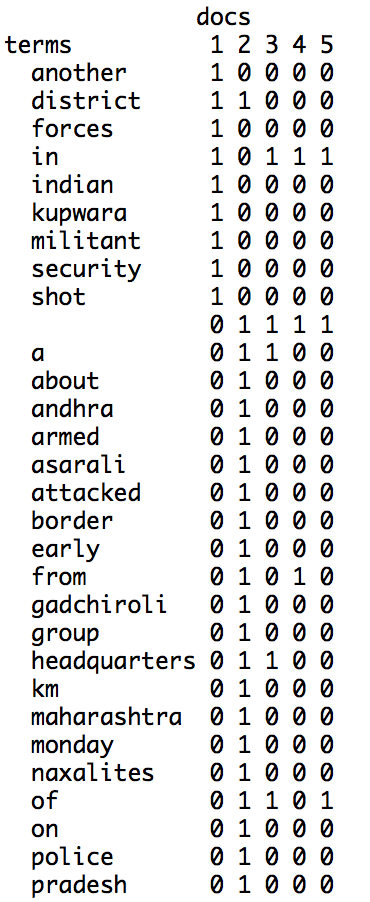 docs
terms 1 2 3 4 5
another 1 0 0 0 0
district 1 1 0 0 0
forces 1 0 0 0 0
in 1 0 1 1 1
indian 1 0 0 0 0
kupwara 1 0 0 0 0
militant 1 0 0 0 0
security 1 0 0 0 0
shot 1 0 0 0 0
0 1 1 1 1
a 0 1 1 0 0
about 0 1 0 0 0
andhra 0 1 0 0 0
armed 0 1 0 0 0
asarali 0 1 0 0 0
attacked 0 1 0 0 0
border 0 1 0 0 0
early 0 1 0 0 0
from 0 1 0 1 0
gadchiroli 0 1 0 0 0
group 0 1 0 0 0
headquarters 0 1 1 0 0
km 0 1 0 0 0
maharashtra 0 1 0 0 0
monday 0 1 0 0 0
naxalites 0 1 0 0 0
of 0 1 1 0 1
on 0 1 0 0 0
police 0 1 0 0 0
pradesh 0 1 0 0 0